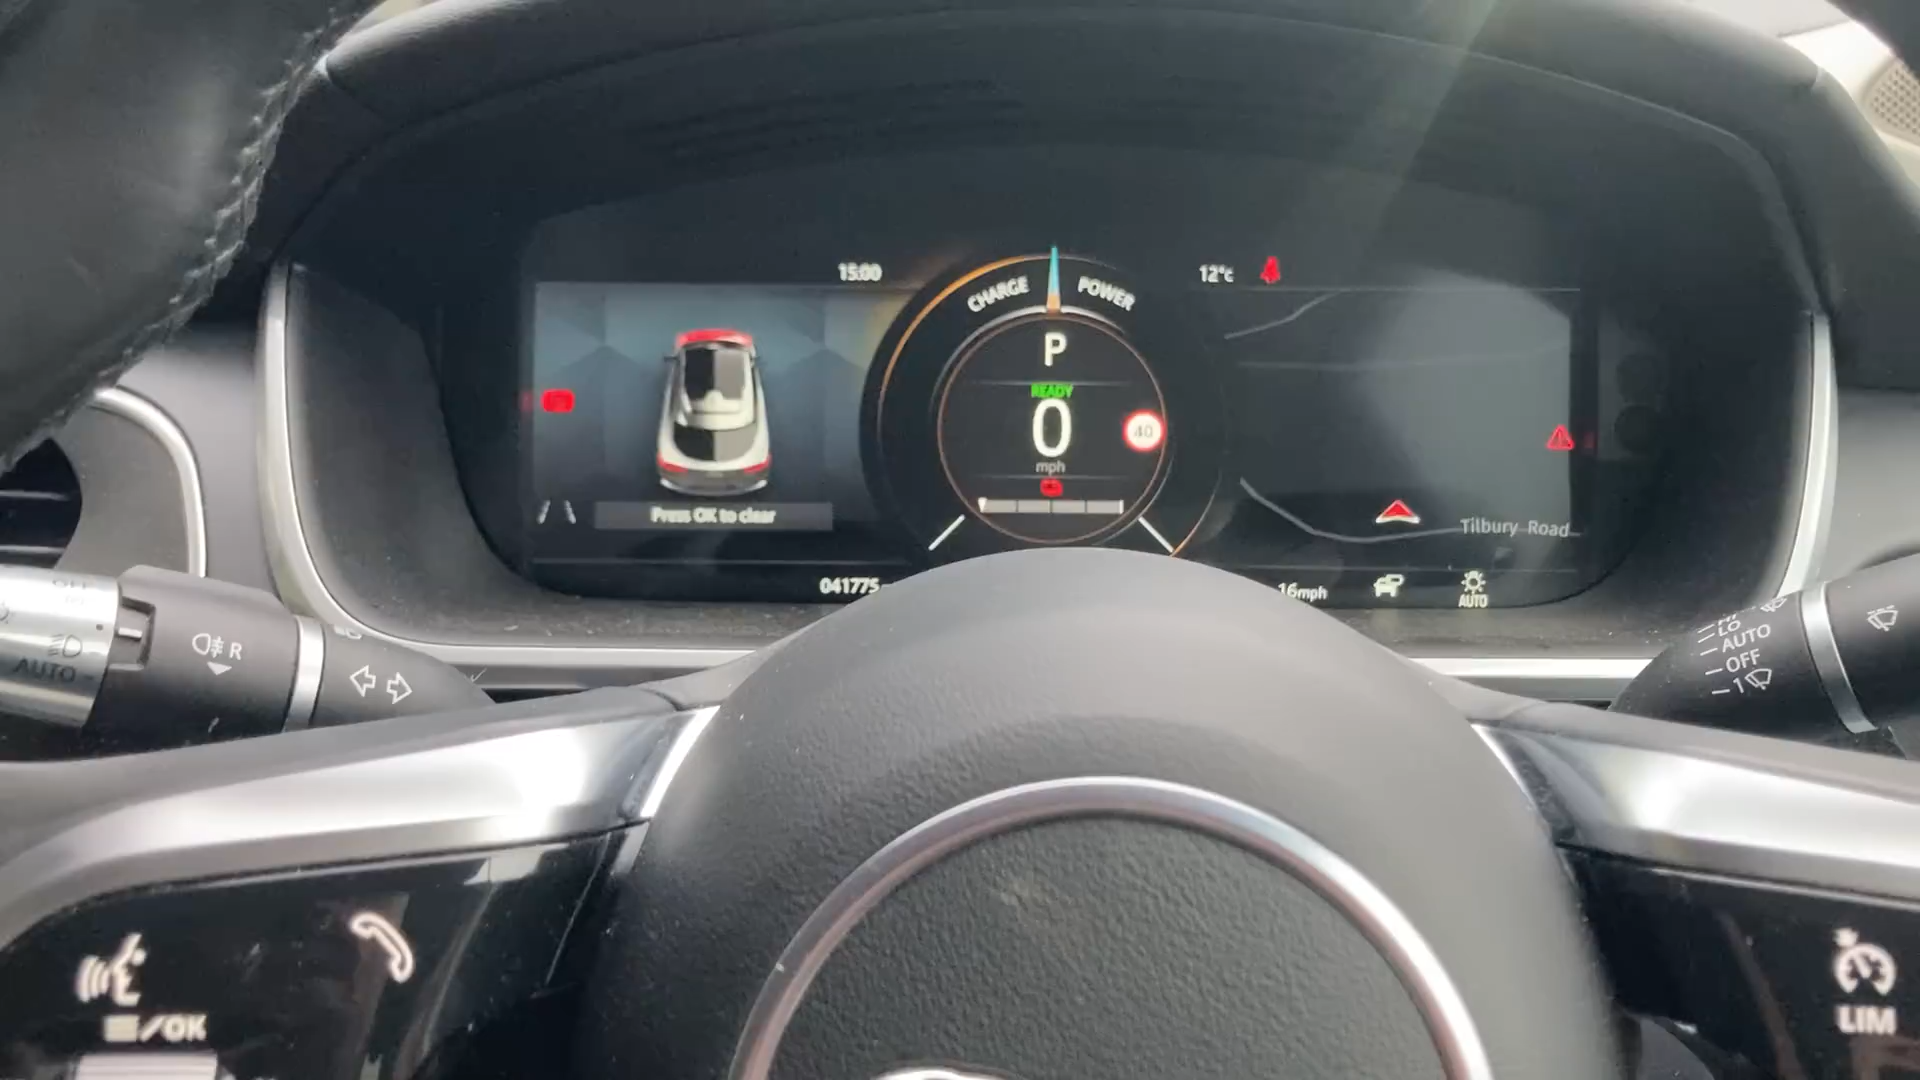 15:00
CHARGE
POWER
12°c
P
READY
0
40
mph
Press OK to clear
Tilbury Road
041775
16mph
AUTO
R
AUTO
OFF
LO
AUTO
OFF
1
/OK
LIM